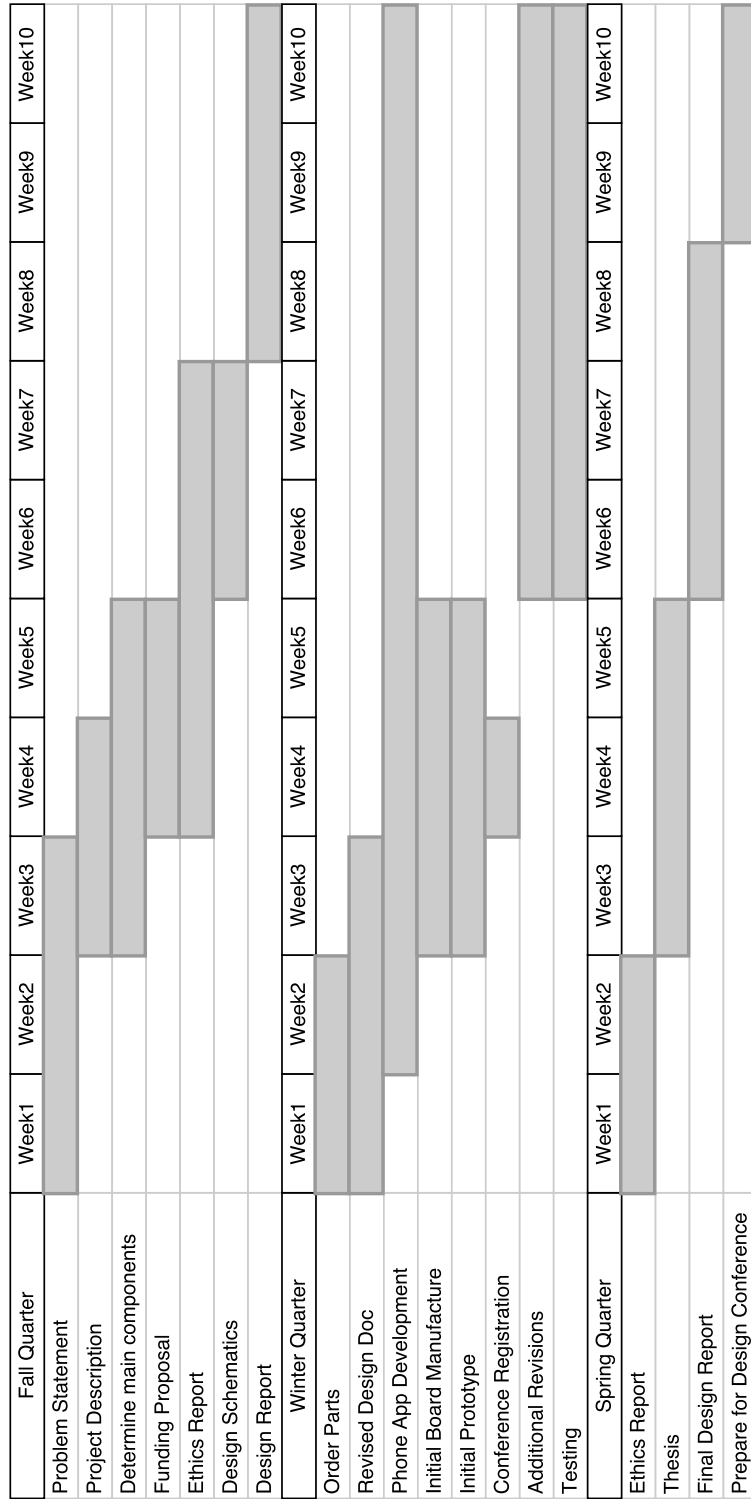 Fall Quarter Week1 Week2 Week3 Week4 Week5 Week6 Week7 Week8 Week9 Week10
Problem Statement
Project Description
Determine main components
Funding Proposal
Ethics Report
Design Schematics
Design Report
Winter Quarter Week1 Week2 Week3 Week4 Week5 Week6 Week7 Week8 Week9 Week10
Order Parts
Revised Design Doc
Phone App Development
Initial Board Manufacture
Initial Prototype
Conference Registration
Additional Revisions
Testing
Spring Quarter Week1 Week2 Week3 Week4 Week5 Week6 Week7 Week8 Week9 Week10
Ethics Report
Thesis
Final Design Report
Prepare for Design Conference